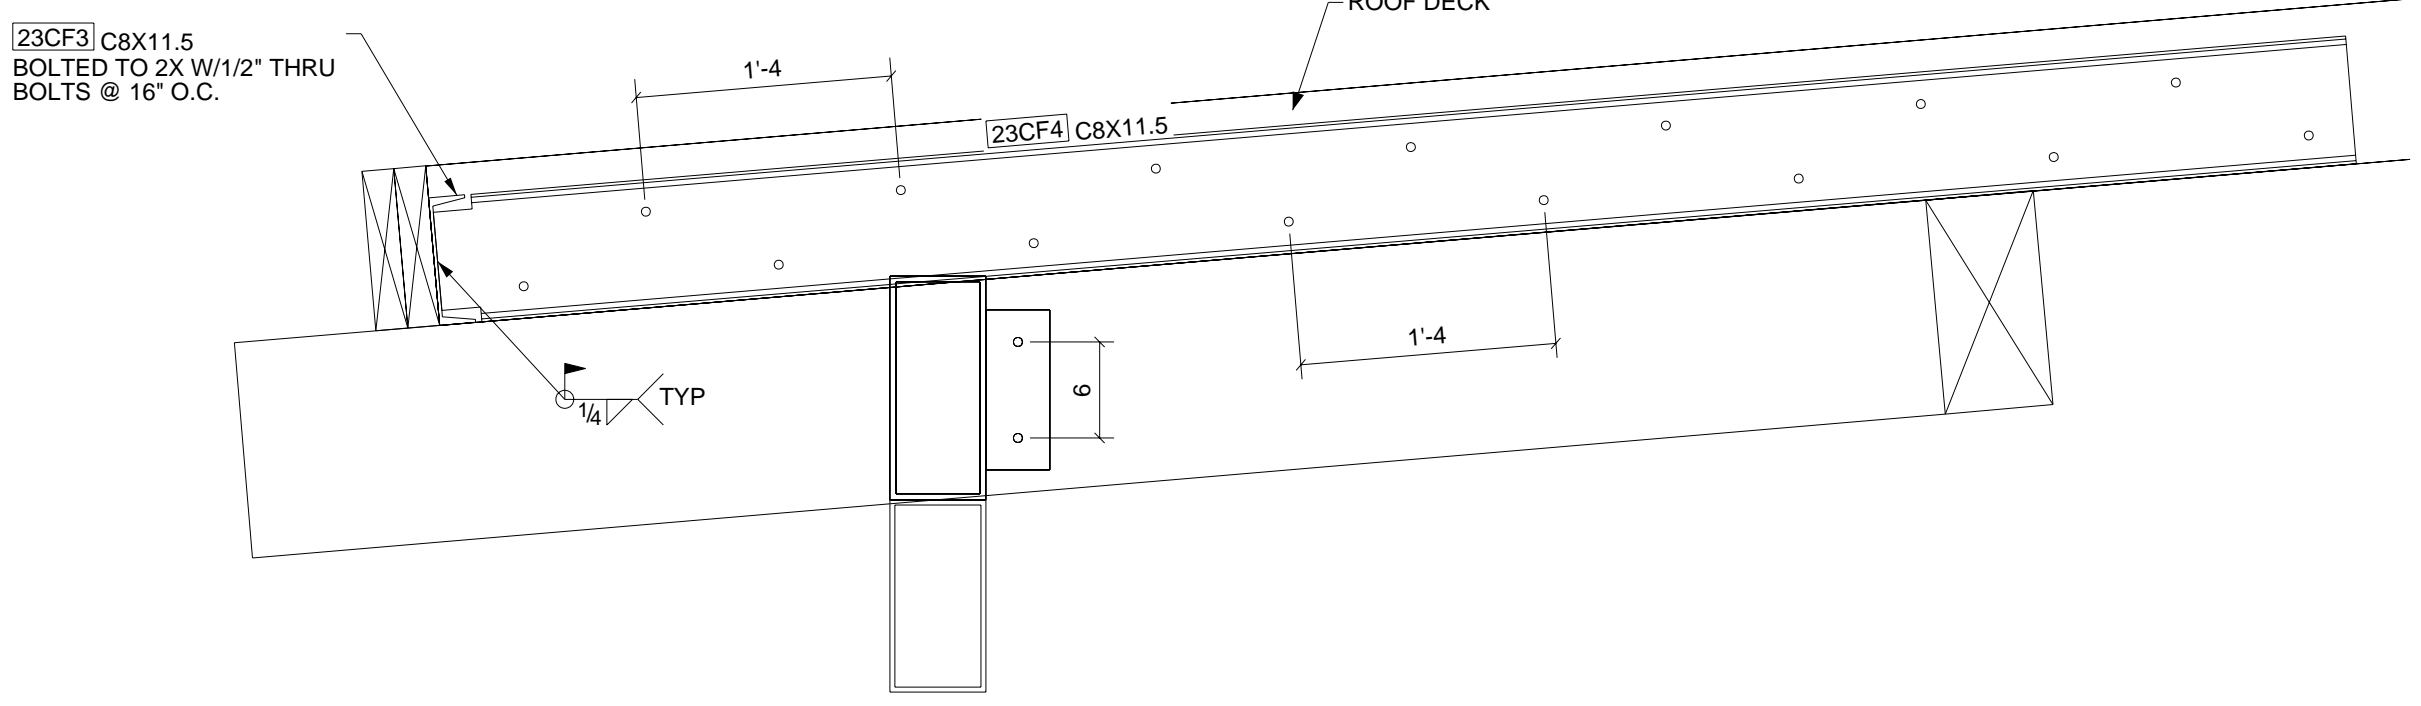 ROOF DECK
23CF3 C8X11.5
BOLTED TO 2X W/1/2" THRU
BOLTS @ 16" O.C.
1'-4
23CF4 C8X11.5
1'-4
6
1/4 TYP